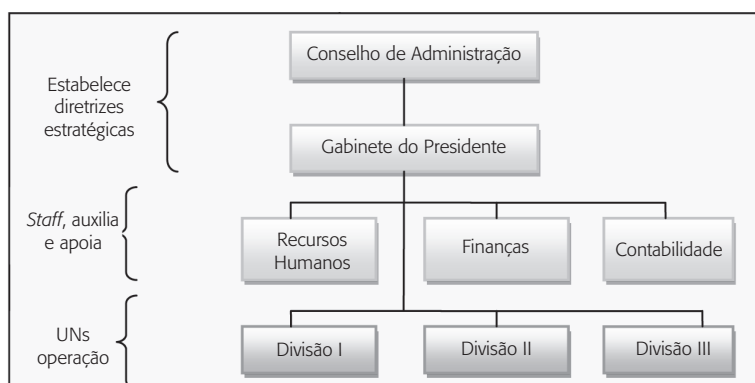 Conselho de Administração
Estabelece
diretrizes
estratégicas
Gabinete do Presidente
Staff, auxilia
e apoia
Recursos
Humanos
Finanças
Contabilidade
UNs
operação
Divisão I
Divisão II
Divisão III